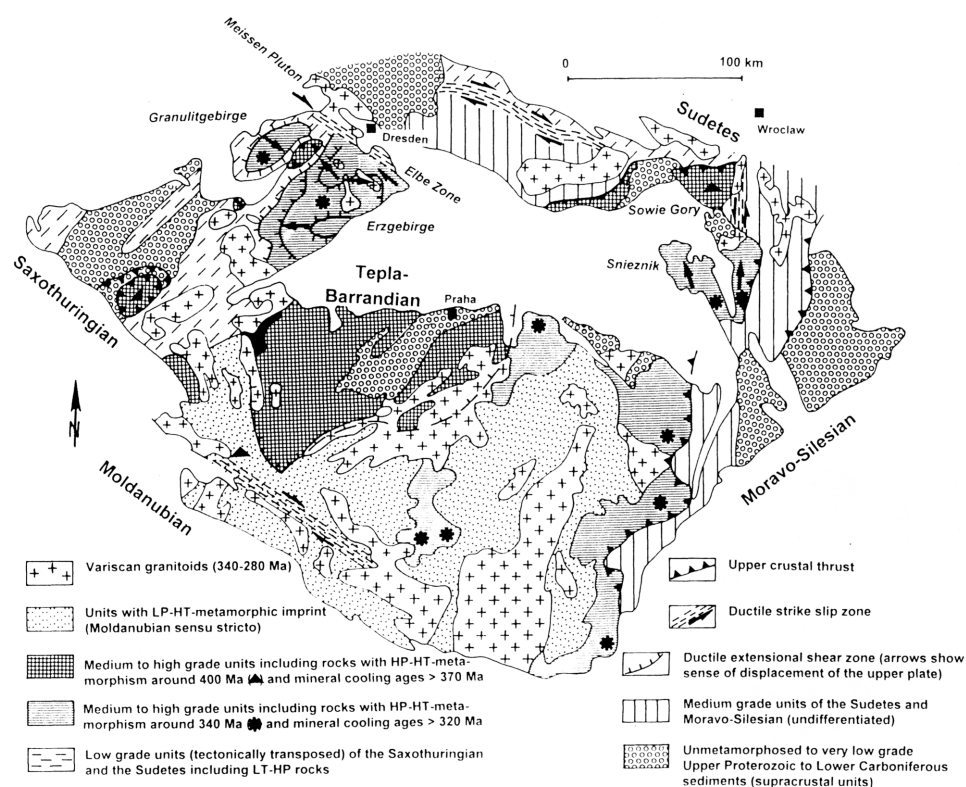 Meissen Pluton
0 100 km
Granulitgebirge
Dresden
Sudetes
Wroclaw
Elbe Zone
Sowie Gory
Erzgebirge
Snieznik
Saxothuringian
Tepla-
Barrandian
Praha
N
Moldanubian
Moravo-Silesian
Variscan granitoids (340-280 Ma)
Units with LP-HT-metamorphic imprint
(Moldanubian sensu stricto)
Medium to high grade units including rocks with HP-HT-meta-
morphism around 400 Ma ( ) and mineral cooling ages > 370 Ma
Medium to high grade units including rocks with HP-HT-meta-
morphism around 340 Ma and mineral cooling ages > 320 Ma
Low grade units (tectonically transposed) of the Saxothuringian
and the Sudetes including LT-HP rocks
Upper crustal thrust
Ductile strike slip zone
Ductile extensional shear zone (arrows show
sense of displacement of the upper plate)
Medium grade units of the Sudetes and
Moravo-Silesian (undifferentiated)
Unmetamorphosed to very low grade
Upper Proterozoic to Lower Carboniferous
sediments (supracrustal units)